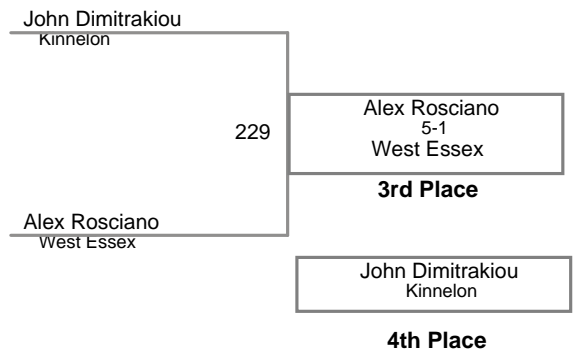 John Dimitrakiou
Kinnelon
229
Alex Rosciano
5-1
West Essex
3rd Place
Alex Rosciano
West Essex
John Dimitrakiou
Kinnelon
4th Place